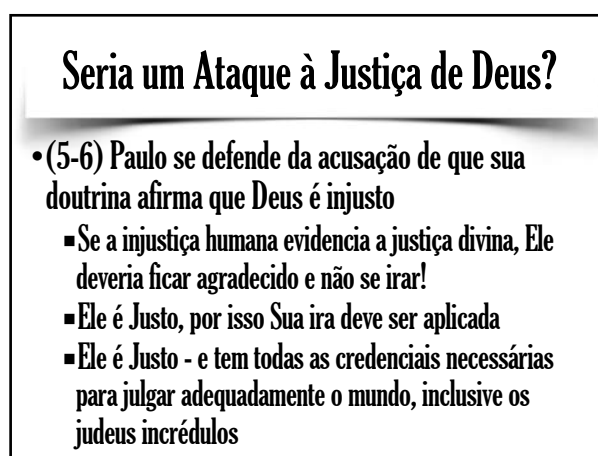 Seria um Ataque à Justiça de Deus?
•(5-6) Paulo se defende da acusação de que sua
doutrina afirma que Deus é injusto
▪Se a injustiça humana evidencia a justiça divina, Ele
deveria ficar agradecido e não se irar!
▪Ele é Justo, por isso Sua ira deve ser aplicada
▪Ele é Justo - e tem todas as credenciais necessárias
para julgar adequadamente o mundo, inclusive os
judeus incrédulos